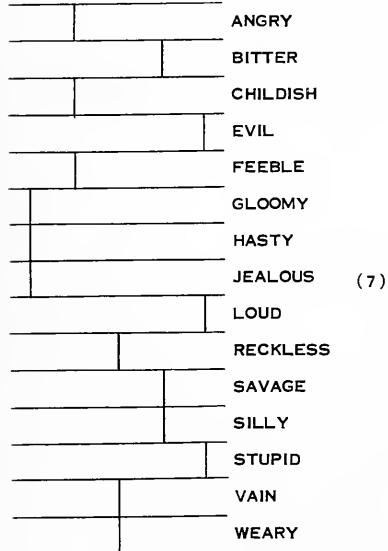 ANGRY
BITTER
CHILDISH
EVIL
FEEBLE
GLOOMY
HASTY
JEALOUS (7)
LOUD
RECKLESS
SAVAGE
SILLY
STUPID
VAIN
WEARY